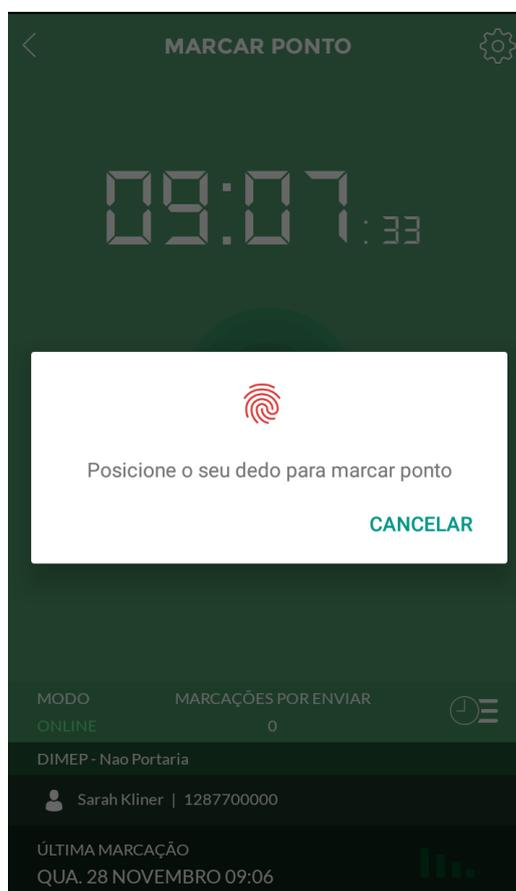 MARCAR PONTO
09:07:33
Posicione o seu dedo para marcar ponto
CANCELAR
MODO MARCAÇÕES POR ENVIAR
ONLINE 0
DIMEP - Nao Portaria
Sarah Kliner | 1287700000
ÚLTIMA MARCAÇÃO
QUA. 28 NOVEMBRO 09:06